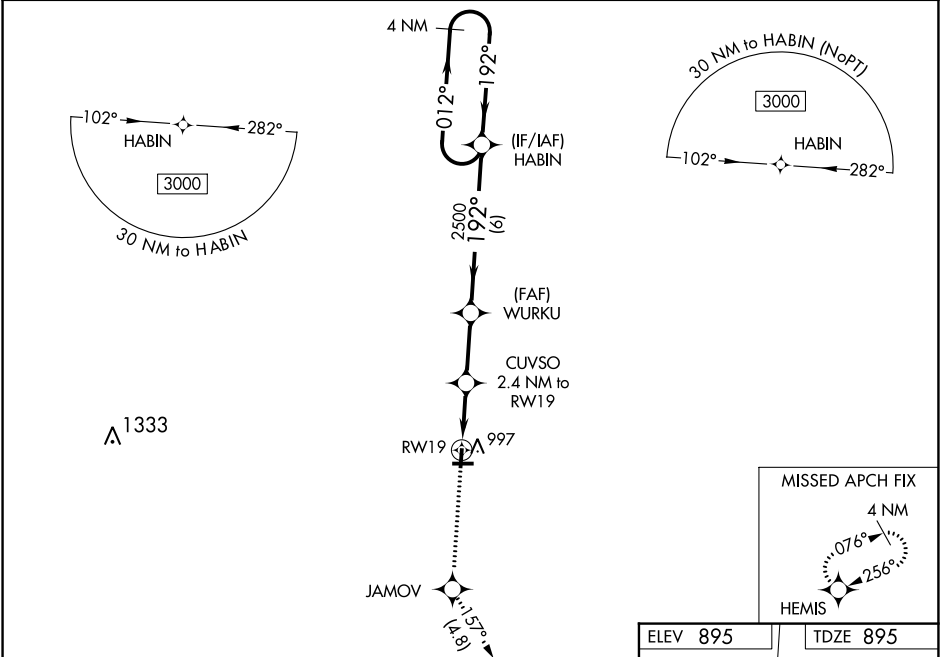 4 NM
012°
192°
(IF/IAF)
HABIN
2500
192°
(6)
(FAF)
WURKU
CUVSO
2.4 NM to
RW19
RW19
997
JAMOV
157°
(4.8)
102°
282°
HABIN
3000
30 NM to HABIN
30 NM to HABIN (NoPT)
3000
HABIN
102°
282°
1333
MISSED APCH FIX
4 NM
076°
256°
HEMIS
ELEV 895
TDZE 895